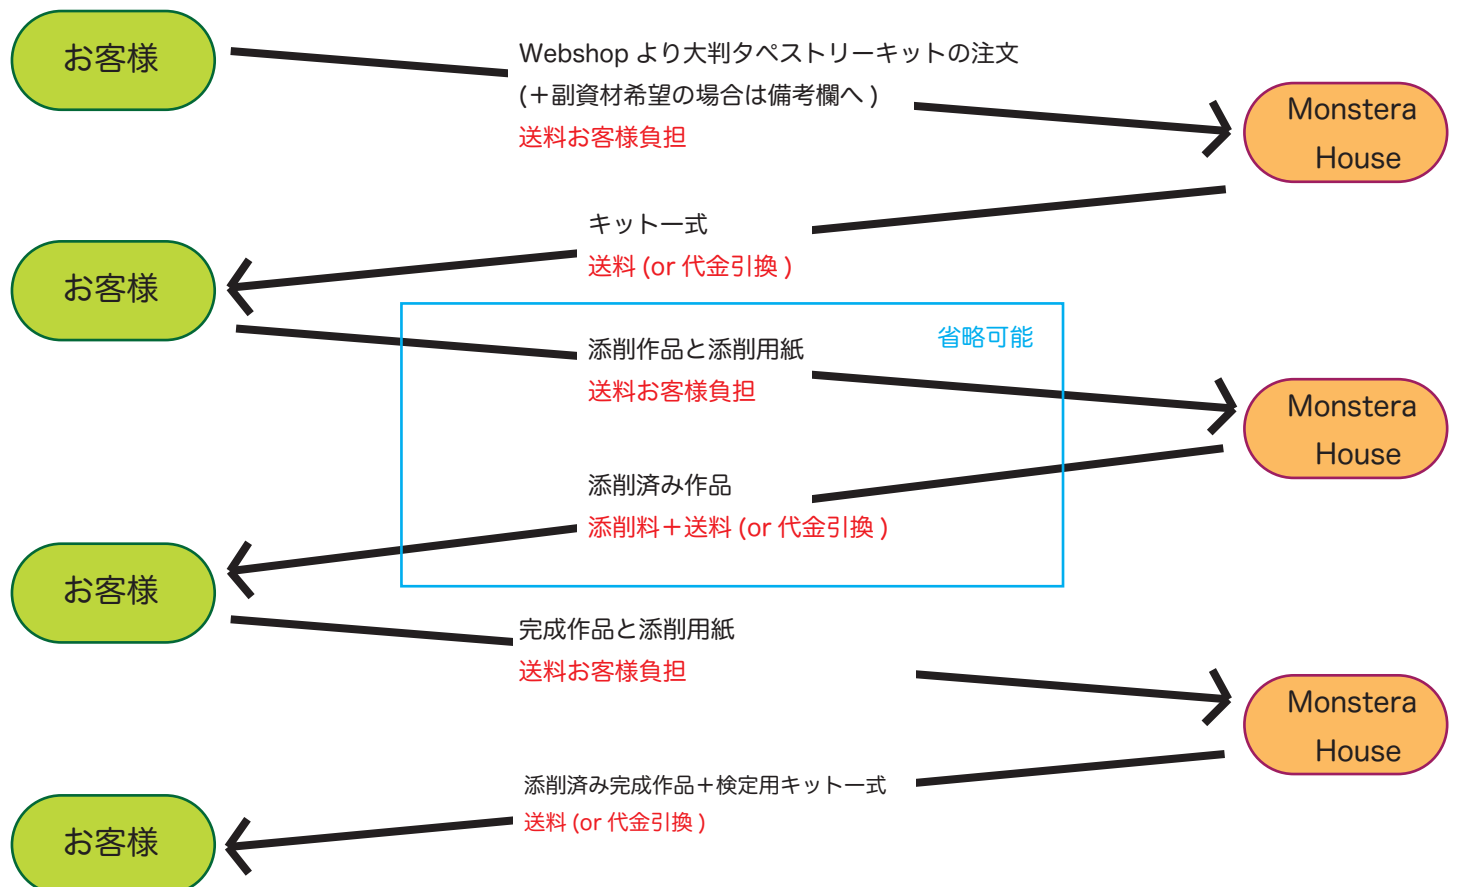 お客様
Webshop より大判タペストリーキットの注文
(＋副資材希望の場合は備考欄へ )
送料お客様負担
Monstera
House
キット一式
送料 (or 代金引換 )
お客様
省略可能
添削作品と添削用紙
送料お客様負担
Monstera
House
添削済み作品
添削料＋送料 (or 代金引換 )
お客様
完成作品と添削用紙
送料お客様負担
Monstera
House
添削済み完成作品＋検定用キット一式
送料 (or 代金引換 )
お客様